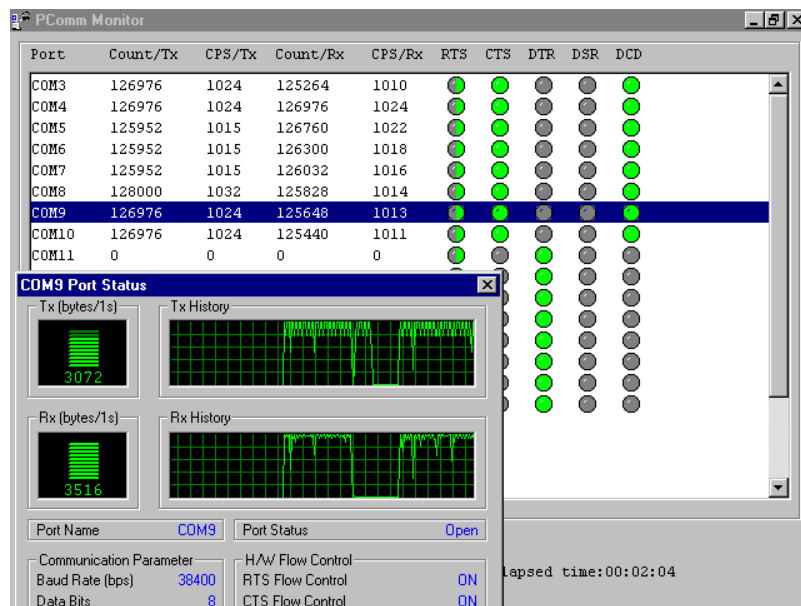 PComm Monitor
Port Count/Tx CPS/Tx Count/Rx CPS/Rx RTS CTS DTR DSR DCD
COM3 126976 1024 125264 1010
COM4 126976 1024 126976 1024
COM5 125952 1015 126760 1022
COM6 125952 1015 126300 1018
COM7 125952 1015 126032 1016
COM8 128000 1032 125828 1014
COM9 126976 1024 125648 1013
COM10 126976 1024 125440 1011
COM11 0 0 0 0
COM9 Port Status
Tx (bytes/1s) Tx History
3072
Rx (bytes/1s) Rx History
3516
Port Name COM9 Port Status Open
Communication Parameter H/W Flow Control
Baud Rate (bps) 38400 RTS Flow Control ON
lapsed time:00:02:04
Data Bits 8 CTS Flow Control ON